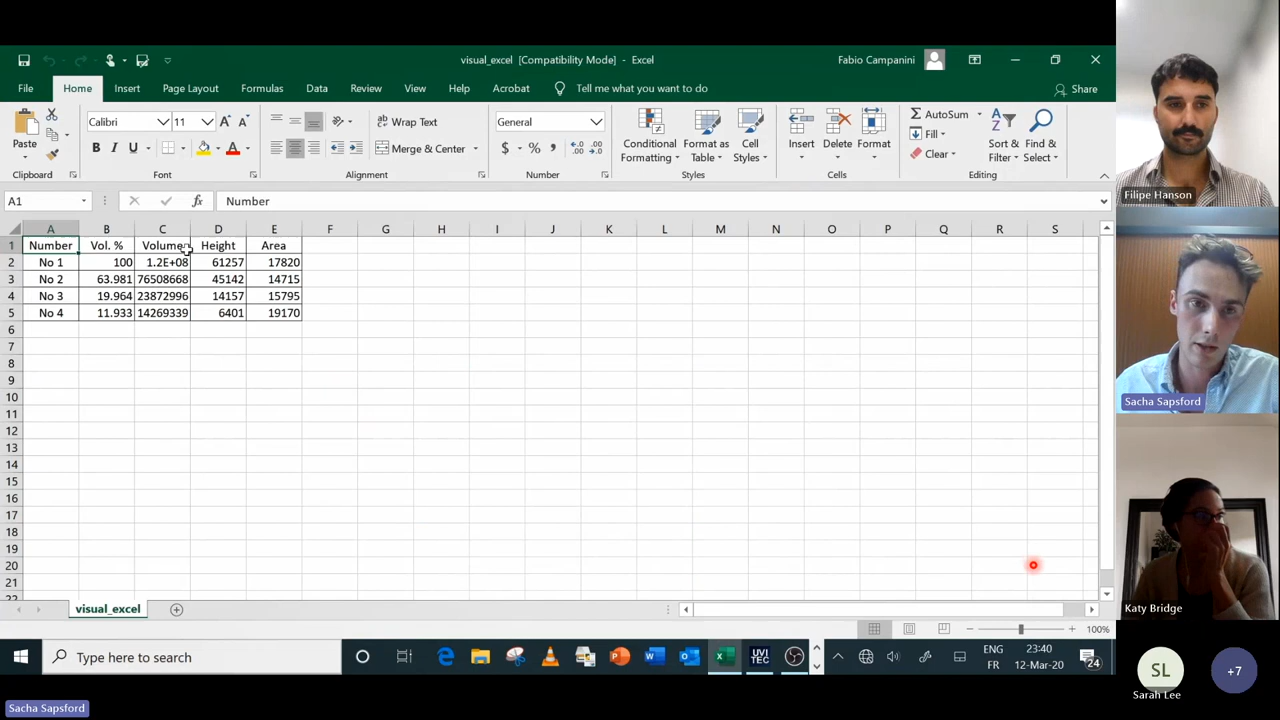 visual_excel [Compatibility Mode] - Excel
Fabio Campanini
File Home Insert Page Layout Formulas Data Review View Help Acrobat Tell me what you want to do Share
Paste
Clipboard
Calibri 11
B I U
Font
Wrap Text
Merge & Center
Alignment
General
$ % ,
Number
Conditional Formatting
Format as Table
Cell Styles
Styles
Insert Delete Format
Cells
AutoSum
Fill
Clear
Sort & Filter
Find & Select
Editing
A1 fx Number
A B C D E F G H I J K L M N O P Q R S
1 Number Vol. % Volume Height Area
2 No 1 100 1.2E+08 61257 17820
3 No 2 63.981 76508668 45142 14715
4 No 3 19.964 23872996 14157 15795
5 No 4 11.933 14269339 6401 19170
6
7
8
9
10
11
12
13
14
15
16
17
18
19
20
21
22
visual_excel
100%
Type here to search
UVI TEC
ENG
FR
23:40
12-Mar-20
24
Filipe Hanson
Sacha Sapsford
Katy Bridge
SL
Sarah Lee
+7
Sacha Sapsford